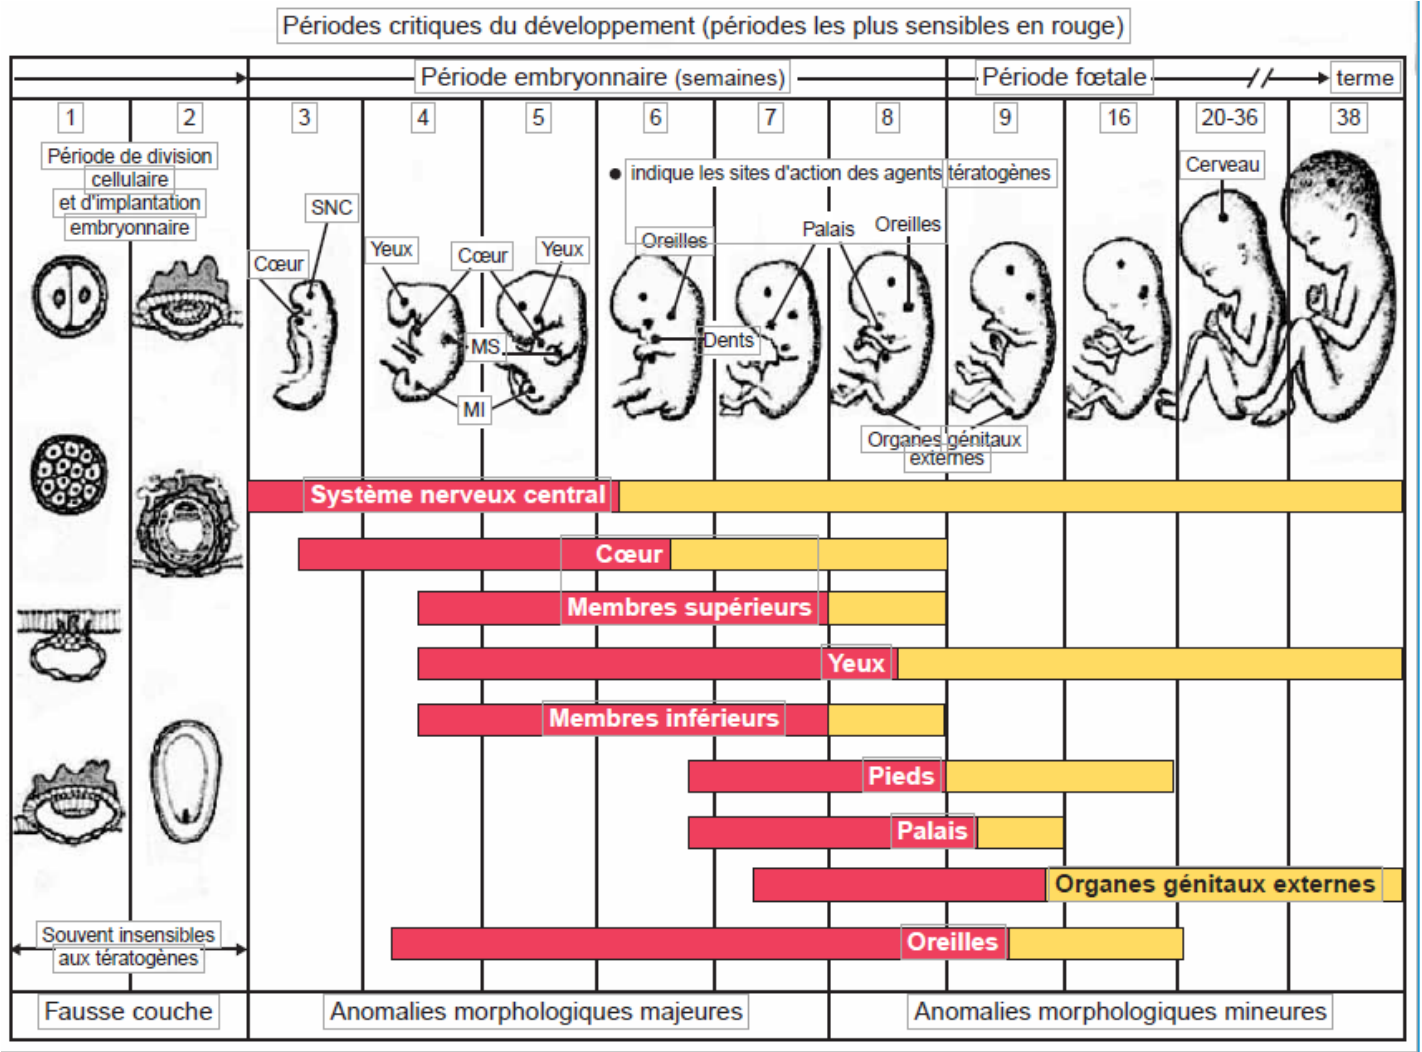 Périodes critiques du développement (périodes les plus sensibles en rouge)
Période embryonnaire (semaines)
Période fœtale
terme
1
2
3
4
5
6
7
8
9
16
20-36
38
Période de division
cellulaire
et d'implantation
embryonnaire
● indique les sites d'action des agents tératogènes
Cerveau
SNC
Cœur
Yeux
Cœur
Yeux
Oreilles
Palais
Oreilles
MS
Dents
MI
Organes génitaux
externes
Système nerveux central
Cœur
Membres supérieurs
Yeux
Membres inférieurs
Pieds
Palais
Organes génitaux externes
Oreilles
Souvent insensibles
aux tératogènes
Fausse couche
Anomalies morphologiques majeures
Anomalies morphologiques mineures